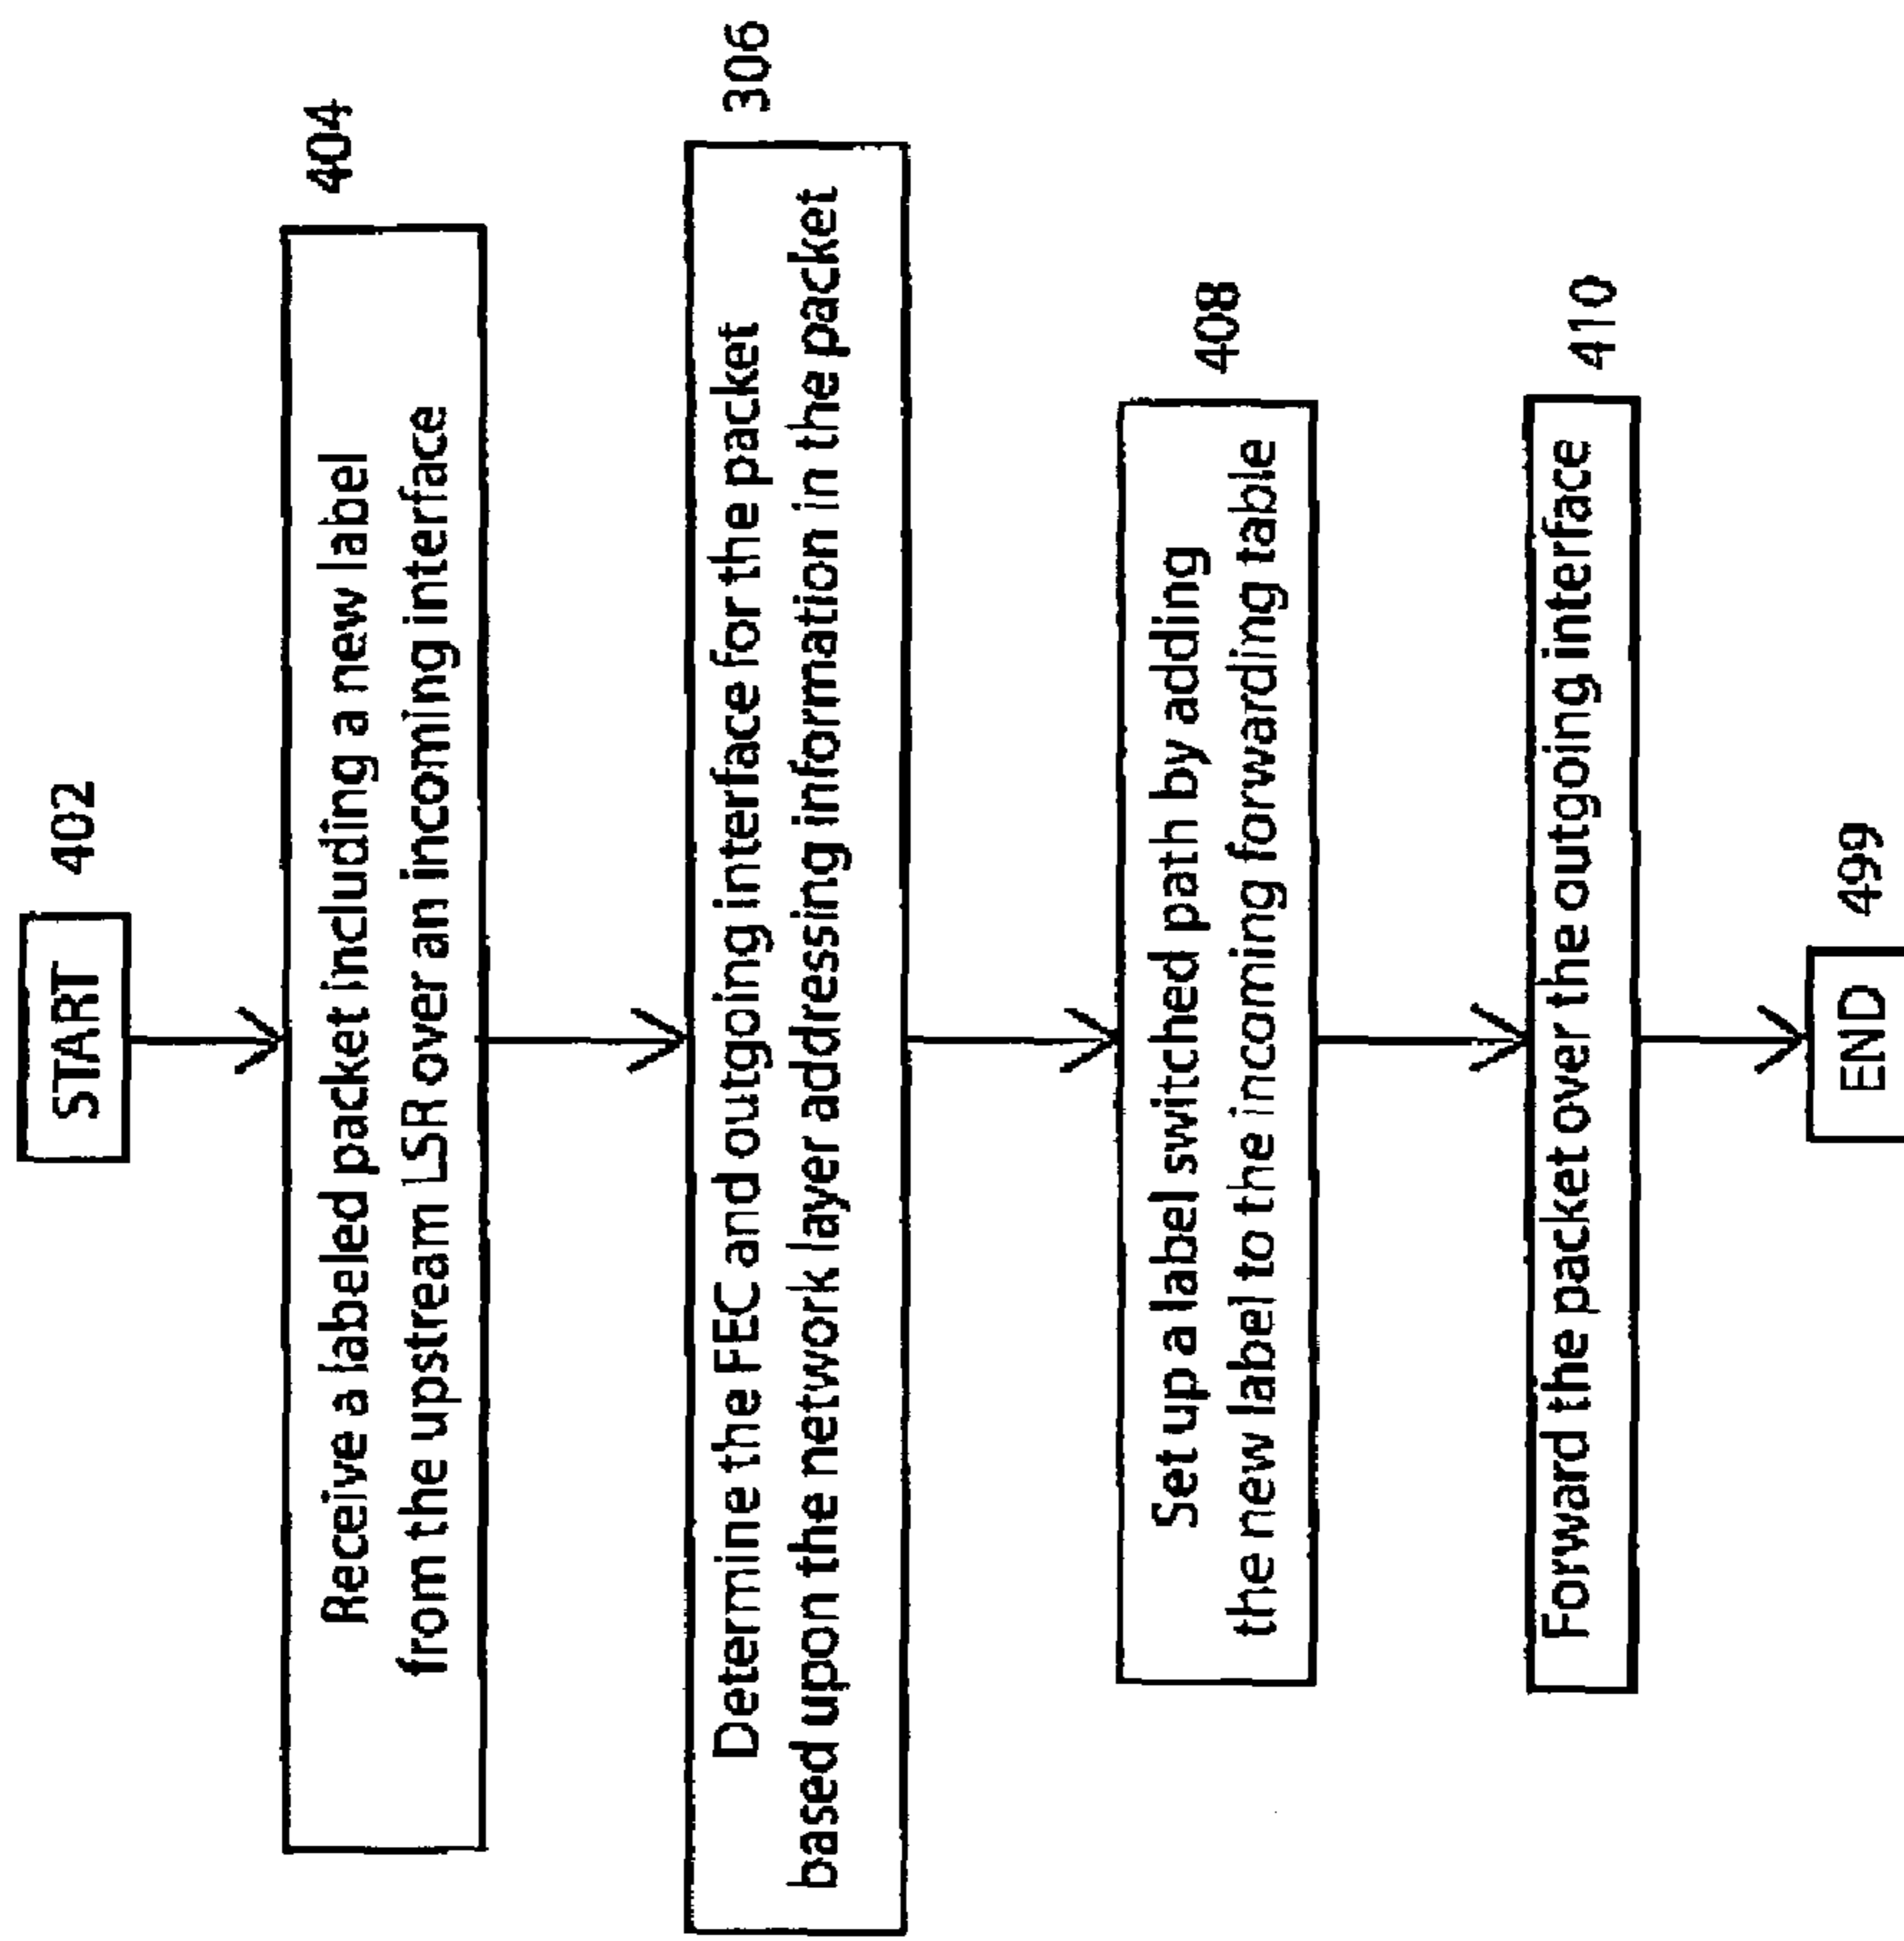 START 402
404
Receive a labeled packet including a new label
from the upstream LSR over an incoming interface
306
Determine the FEC and outgoing interface for the packet
based upon the network layer addressing information in the packet
408
Set up a label switched path by adding
the new label to the incoming forwarding table
410
Forward the packet over the outgoing interface
END 499